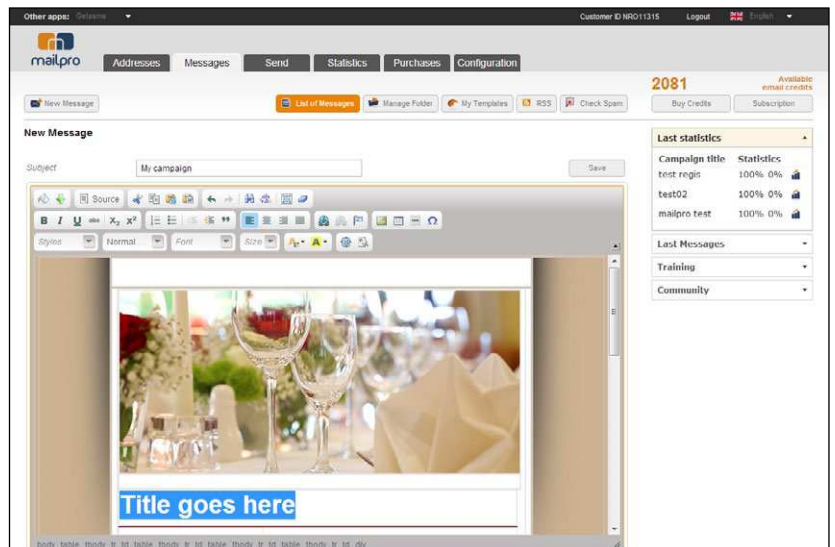 Other apps: Getaline
Customer ID NRO11315 Logout English
mailpro
Addresses Messages Send Statistics Purchases Configuration
2081 Available email credits
New Message List of Messages Manage Folder My Templates RSS Check Spam Buy Credits Subscription
New Message
Last statistics
Subject My campaign Save
Campaign title Statistics
test regis 100% 0%
test02 100% 0%
mailpro test 100% 0%
Source
B I U abc X₂ X²
Styles Normal Font Size
Last Messages
Training
Community
Title goes here
body table tbody tr td table tbody tr td table tbody tr td table tbody tr td div